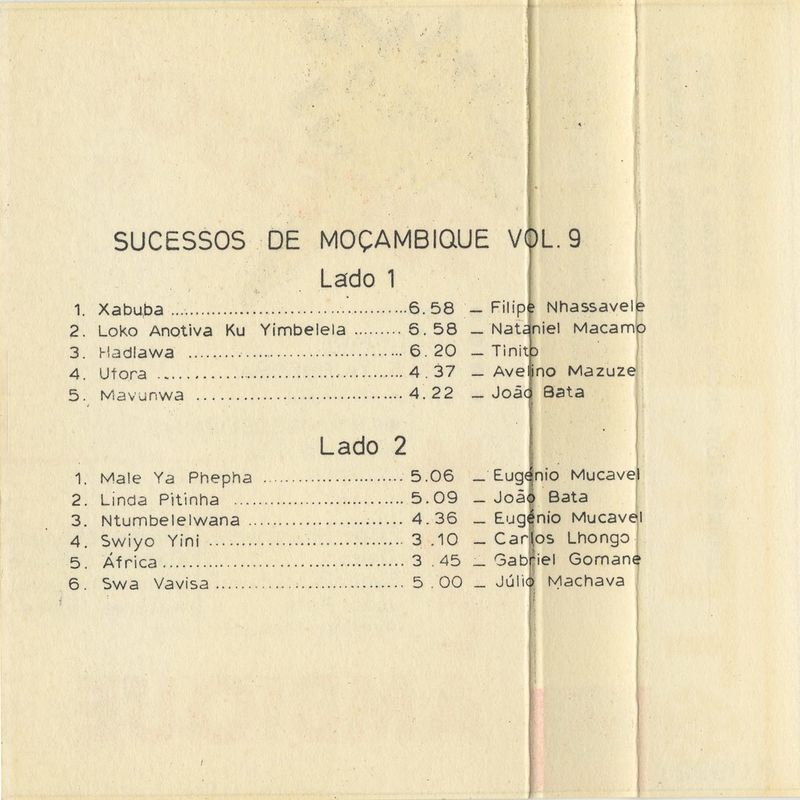 SUCESSOS DE MOÇAMBIQUE VOL. 9
Lado 1
1. Xabuba ........................................ 6.58 — Filipe Nhassavele
2. Loko Anotiva Ku Yimbelela ......... 6.58 — Nataniel Macamo
3. Hadlawa .................................... 6.20 — Tinito
4. Utora ........................................ 4.37 — Avelino Mazuze
5. Mavunwa .................................. 4.22 — João Bata
Lado 2
1. Male Ya Phepha ........................ 5.06 — Eugénio Mucavel
2. Linda Pitinha ............................. 5.09 — João Bata
3. Ntumbelelwana .......................... 4.36 — Eugénio Mucavel
4. Swiyo Yini ................................. 3.10 — Carlos Lhongo
5. África ........................................ 3.45 — Gabriel Gomane
6. Swa Vavisa ............................... 5.00 — Júlio Machava